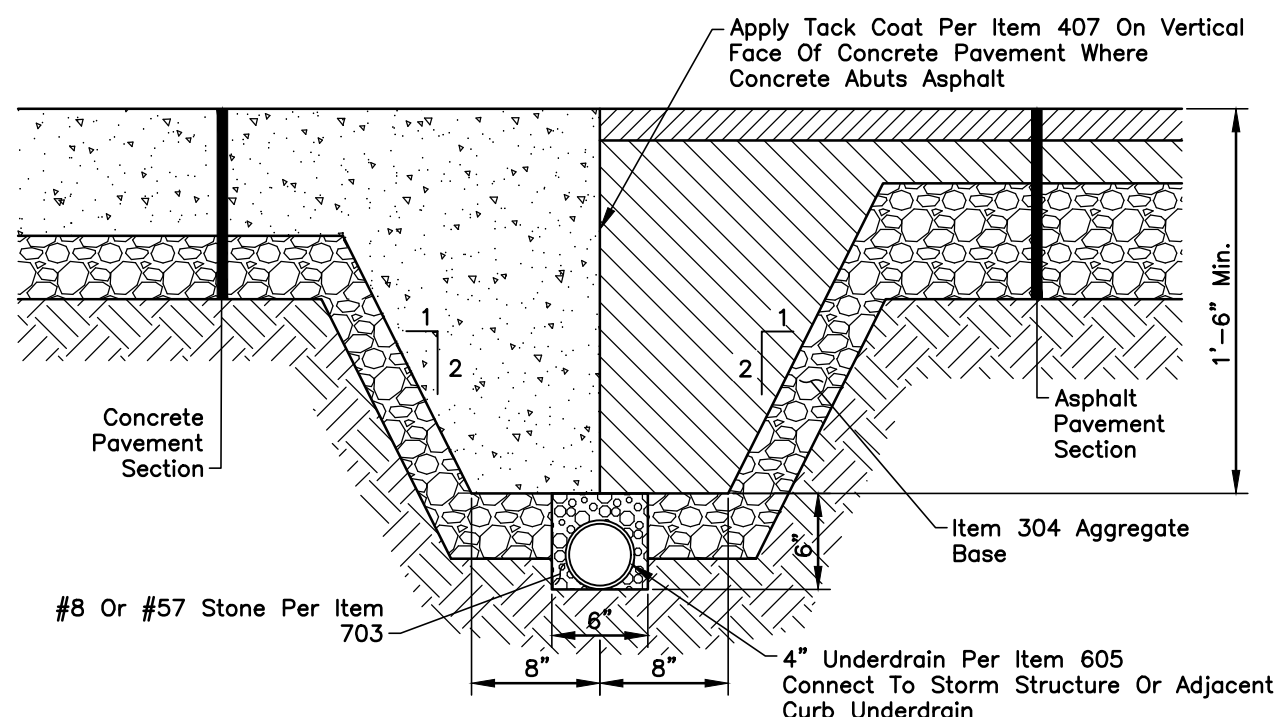 Apply Tack Coat Per Item 407 On Vertical
Face Of Concrete Pavement Where
Concrete Abuts Asphalt
1'-6" Min.
1
2
1
2
Concrete
Pavement
Section
Asphalt
Pavement
Section
Item 304 Aggregate
Base
6"
#8 Or #57 Stone Per Item
703
6"
8"
8"
4" Underdrain Per Item 605
Connect To Storm Structure Or Adjacent
Curb Underdrain